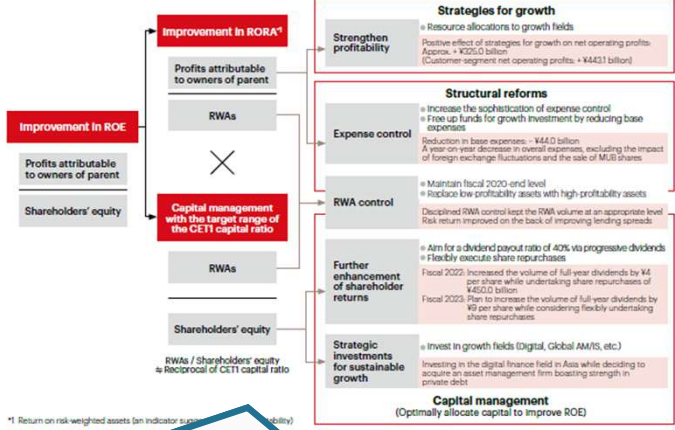 Improvement in ROE
Profits attributable
to owners of parent
Shareholders' equity
Improvement in RORA*1
Profits attributable
to owners of parent
RWAs
Capital management
with the target range of
the CET1 capital ratio
RWAs
Shareholders' equity
RWAs / Shareholders' equity
≒ Reciprocal of CET1 capital ratio
Strategies for growth
Strengthen
profitability
Resource allocations to growth fields
Positive effect of strategies for growth on net operating profits:
Approx. + ¥325.0 billion
(Customer-segment net operating profits: + ¥443.1 billion)
Structural reforms
Expense control
Increase the sophistication of expense control
Free up funds for growth investment by reducing base
expenses
Reduction in base expenses: – ¥44.0 billion
A year-on-year decrease in overall expenses, excluding the impact
of foreign exchange fluctuations and the sale of MUB shares
RWA control
Maintain fiscal 2020-end level
Replace low-profitability assets with high-profitability assets
Disciplined RWA control kept the RWA volume at an appropriate level
Risk return improved on the back of improving lending spreads
Further
enhancement
of shareholder
returns
Aim for a dividend payout ratio of 40% via progressive dividends
Flexibly execute share repurchases
Fiscal 2022: Increased the volume of full-year dividends by ¥4
per share while undertaking share repurchases of
¥450.0 billion
Fiscal 2023: Plan to increase the volume of full-year dividends by
¥9 per share while considering flexibly undertaking
share repurchases
Strategic
investments
for sustainable
growth
Invest in growth fields (Digital, Global AM/IS, etc.)
Investing in the digital finance field in Asia while deciding to
acquire an asset management firm boasting strength in
private debt
Capital management
(Optimally allocate capital to improve ROE)
*1 Return on risk-weighted assets (an indicator